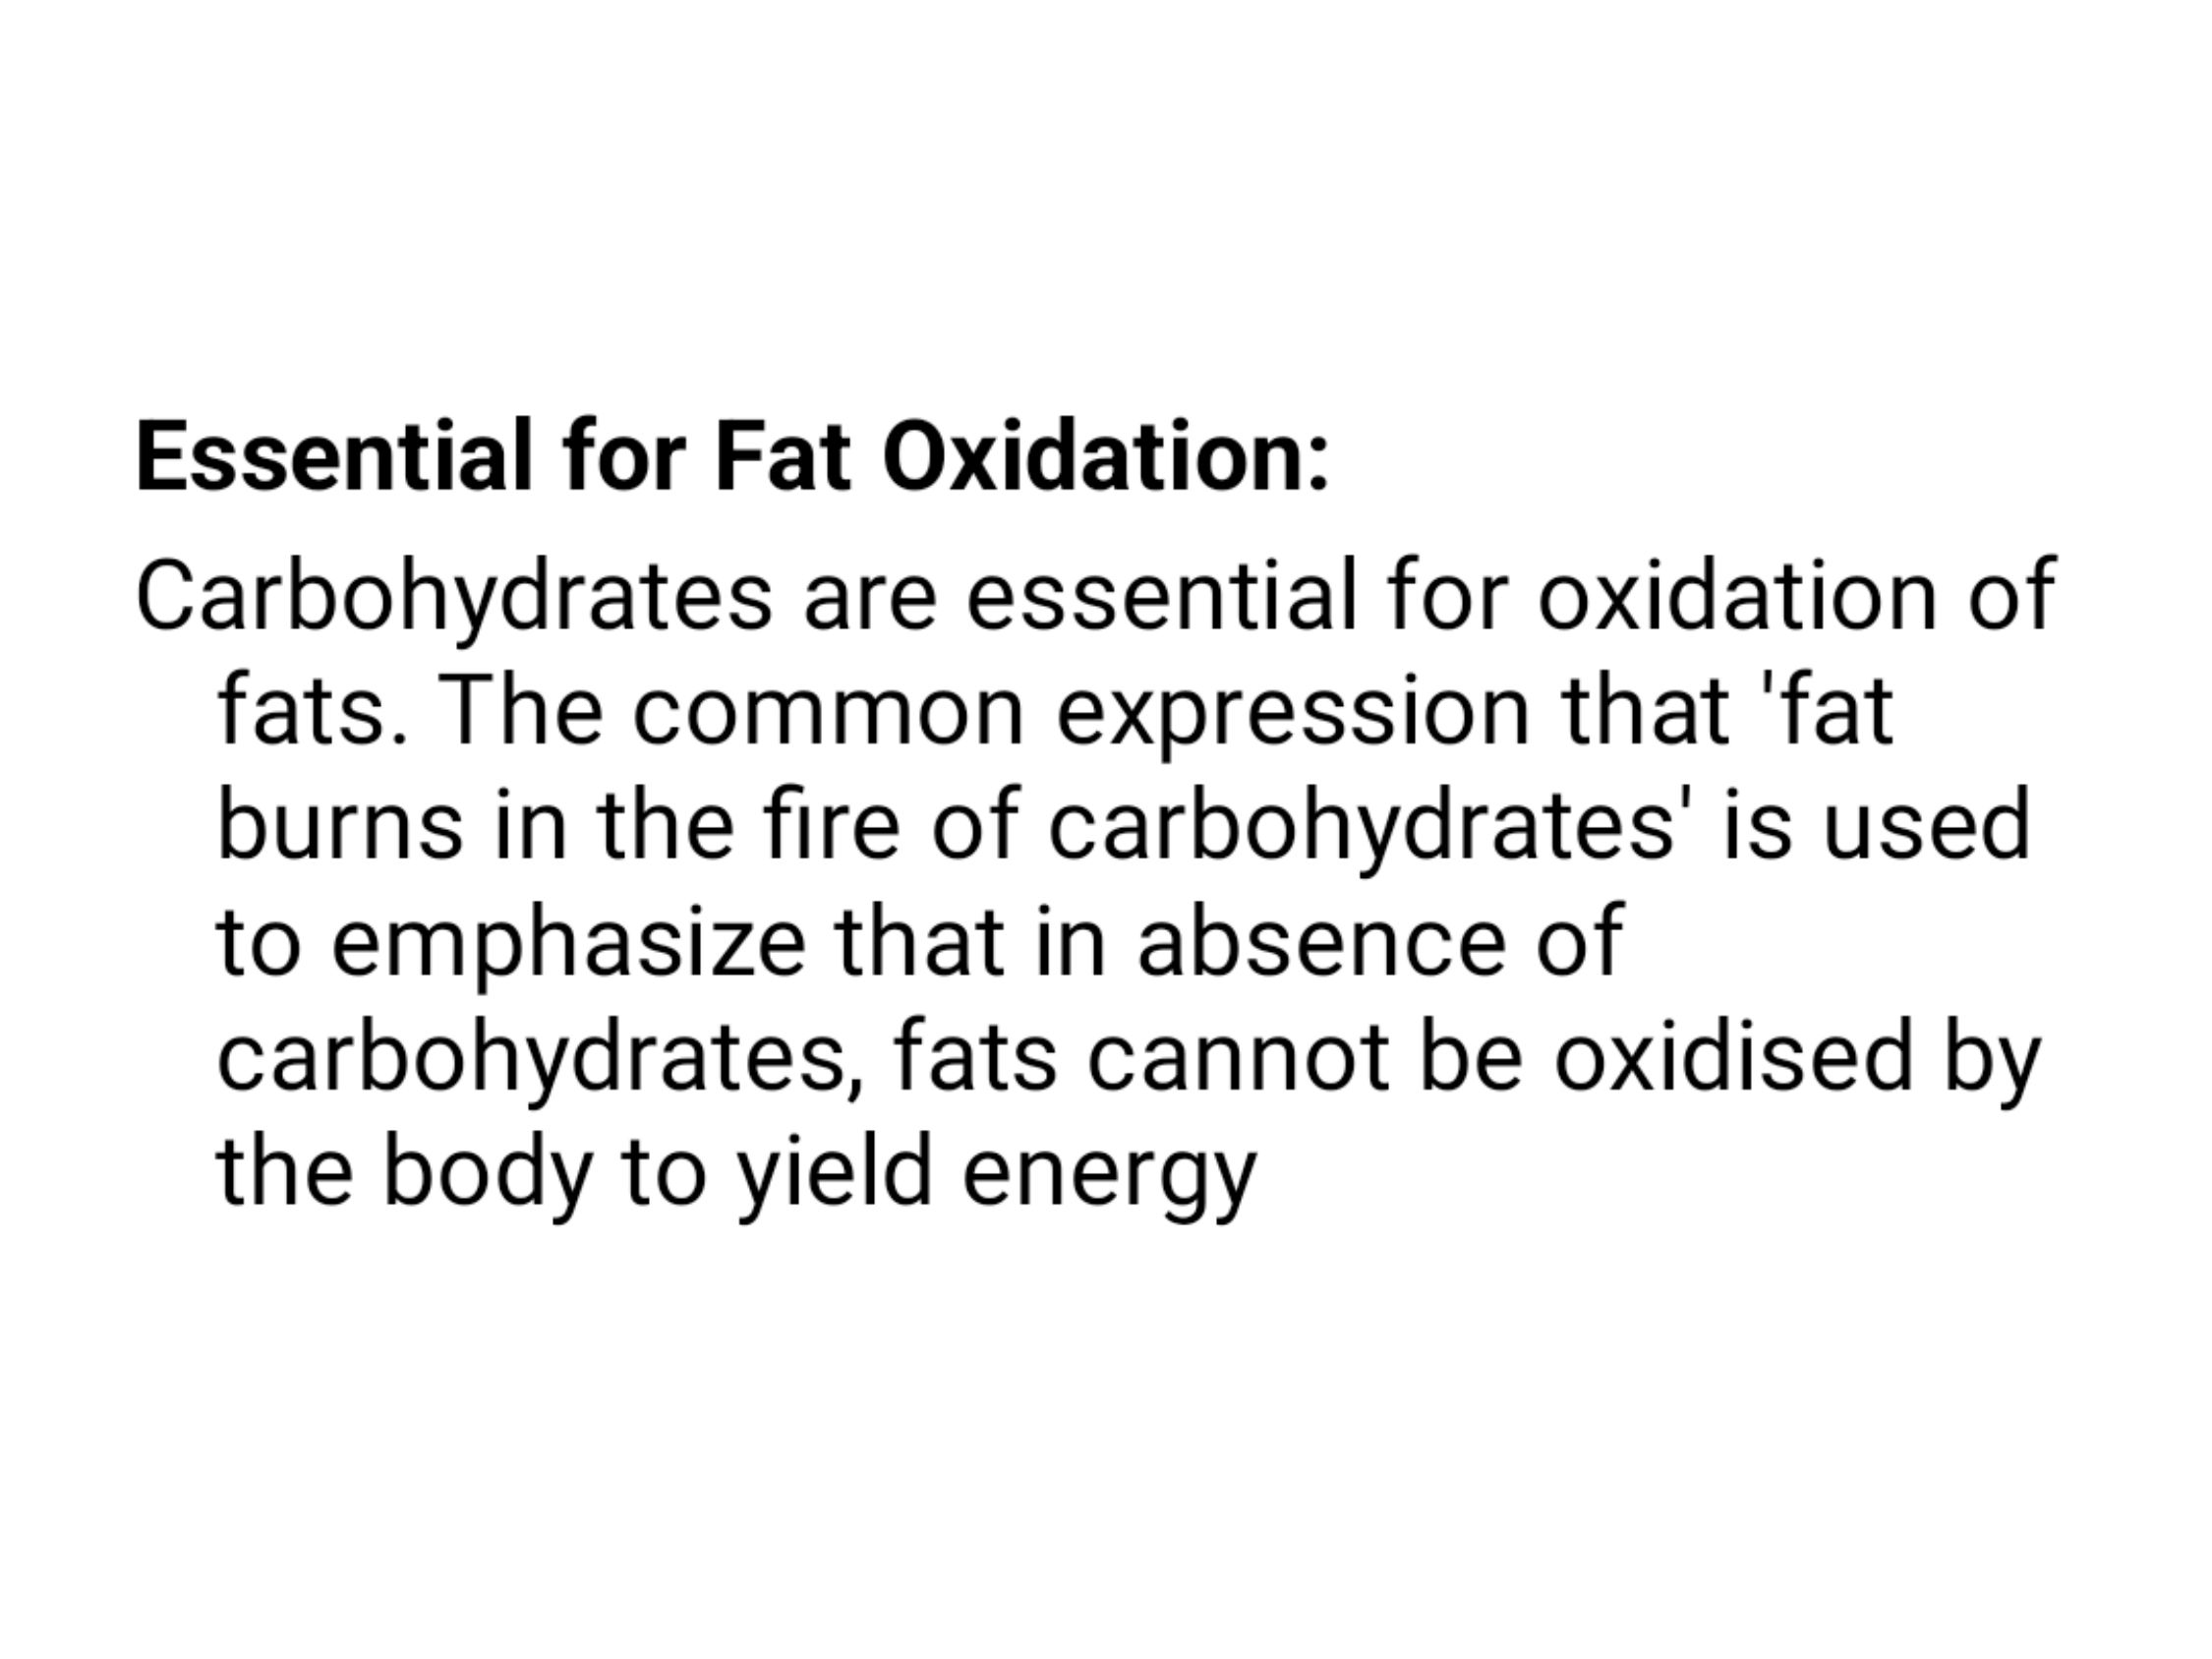 Essential for Fat Oxidation:
Carbohydrates are essential for oxidation of
fats. The common expression that 'fat
burns in the fire of carbohydrates' is used
to emphasize that in absence of
carbohydrates, fats cannot be oxidised by
the body to yield energy